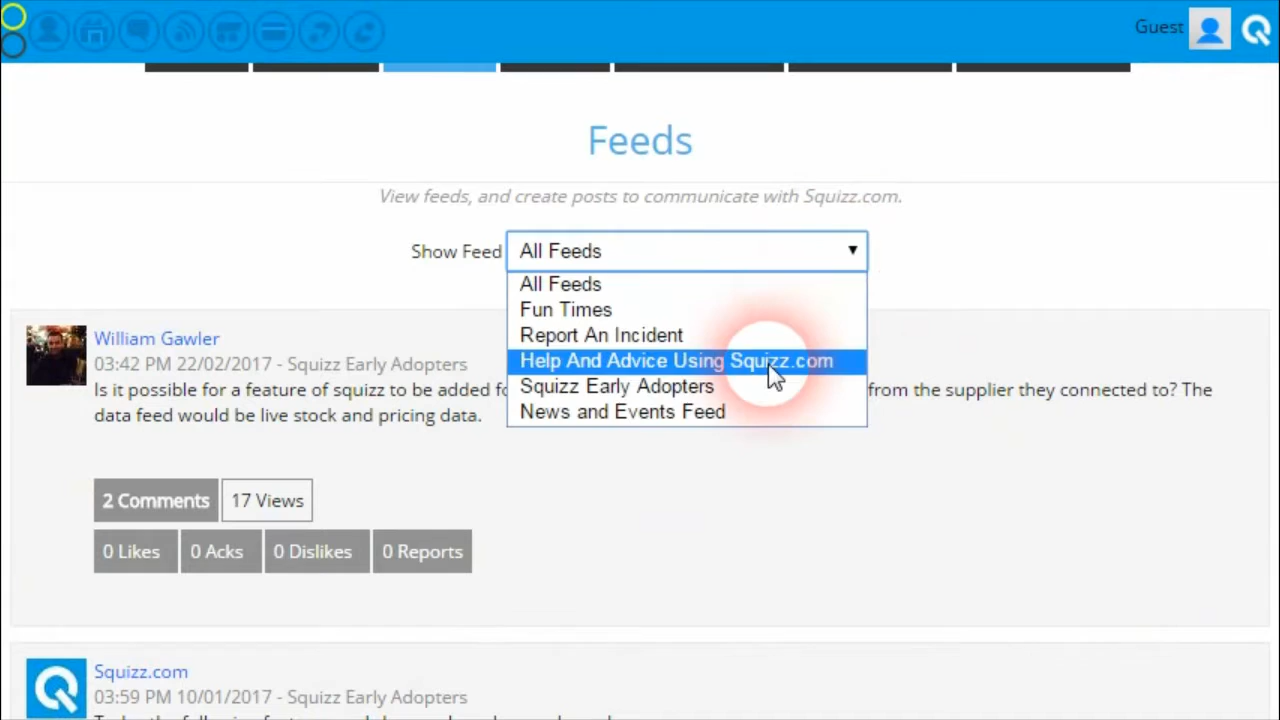 Guest
Feeds
View feeds, and create posts to communicate with Squizz.com.
Show Feed All Feeds
All Feeds
Fun Times
Report An Incident
Help And Advice Using Squizz.com
Squizz Early Adopters
News and Events Feed
William Gawler
03:42 PM 22/02/2017 - Squizz Early Adopters
Is it possible for a feature of squizz to be added from the supplier they connected to? The
data feed would be live stock and pricing data.
2 Comments 17 Views
0 Likes 0 Acks 0 Dislikes 0 Reports
Squizz.com
03:59 PM 10/01/2017 - Squizz Early Adopters